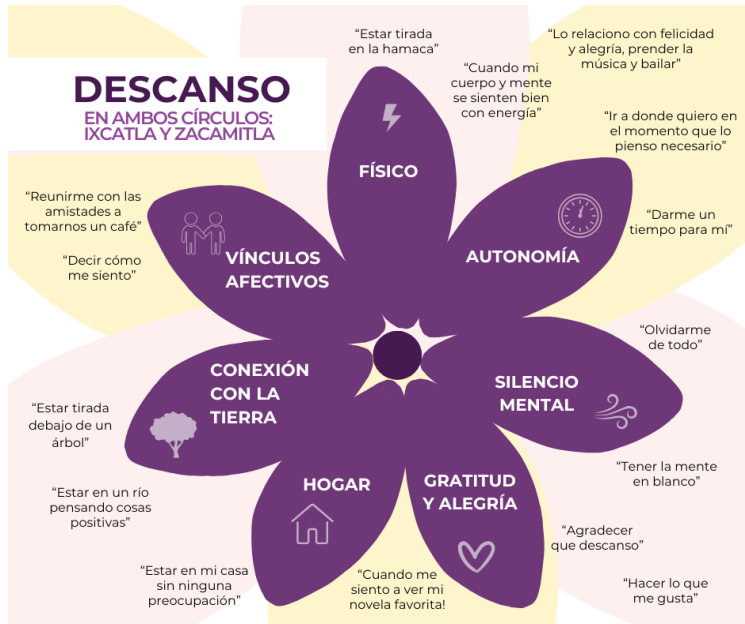 DESCANSO
EN AMBOS CÍRCULOS:
IXCATLA Y ZACAMITLA
“Estar tirada
en la hamaca”
“Cuando mi
cuerpo y mente
se sienten bien
con energía”
FÍSICO
“Lo relaciono con felicidad
y alegría, prender la
música y bailar”
“Ir a donde quiero en
el momento que lo
pienso necesario”
“Darme un
tiempo para mí”
AUTONOMÍA
“Olvidarme
de todo”
SILENCIO
MENTAL
“Tener la mente
en blanco”
“Agradecer
que descanso”
“Hacer lo que
me gusta”
GRATITUD
Y ALEGRÍA
“Cuando me
siento a ver mi
novela favorita!
HOGAR
“Estar en mi casa
sin ninguna
preocupación”
CONEXIÓN
CON LA
TIERRA
“Estar tirada
debajo de un
árbol”
“Estar en un río
pensando cosas
positivas”
VÍNCULOS
AFECTIVOS
“Reunirme con las
amistades a
tomarnos un café”
“Decir cómo
me siento”